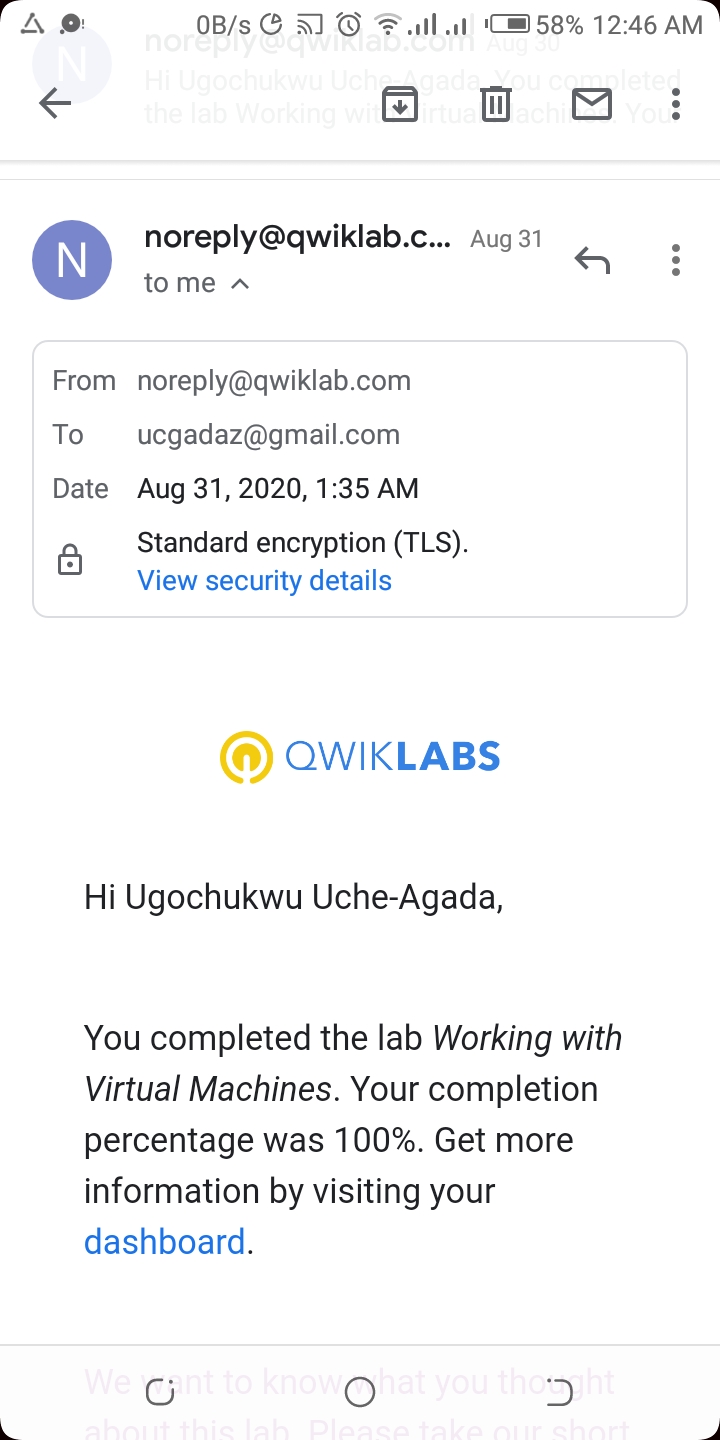 0B/s 58% 12:46 AM
noreply@qwiklab.com Aug 30
N
Hi Ugochukwu Uche-Agada, You completed
the lab Working with Virtual Machines. You
N
noreply@qwiklab.c... Aug 31
to me
From noreply@qwiklab.com
To ucgadaz@gmail.com
Date Aug 31, 2020, 1:35 AM
Standard encryption (TLS).
View security details
QWIKLABS
Hi Ugochukwu Uche-Agada,
You completed the lab Working with
Virtual Machines. Your completion
percentage was 100%. Get more
information by visiting your
dashboard.
We want to know what you thought
about this lab. Please take our short